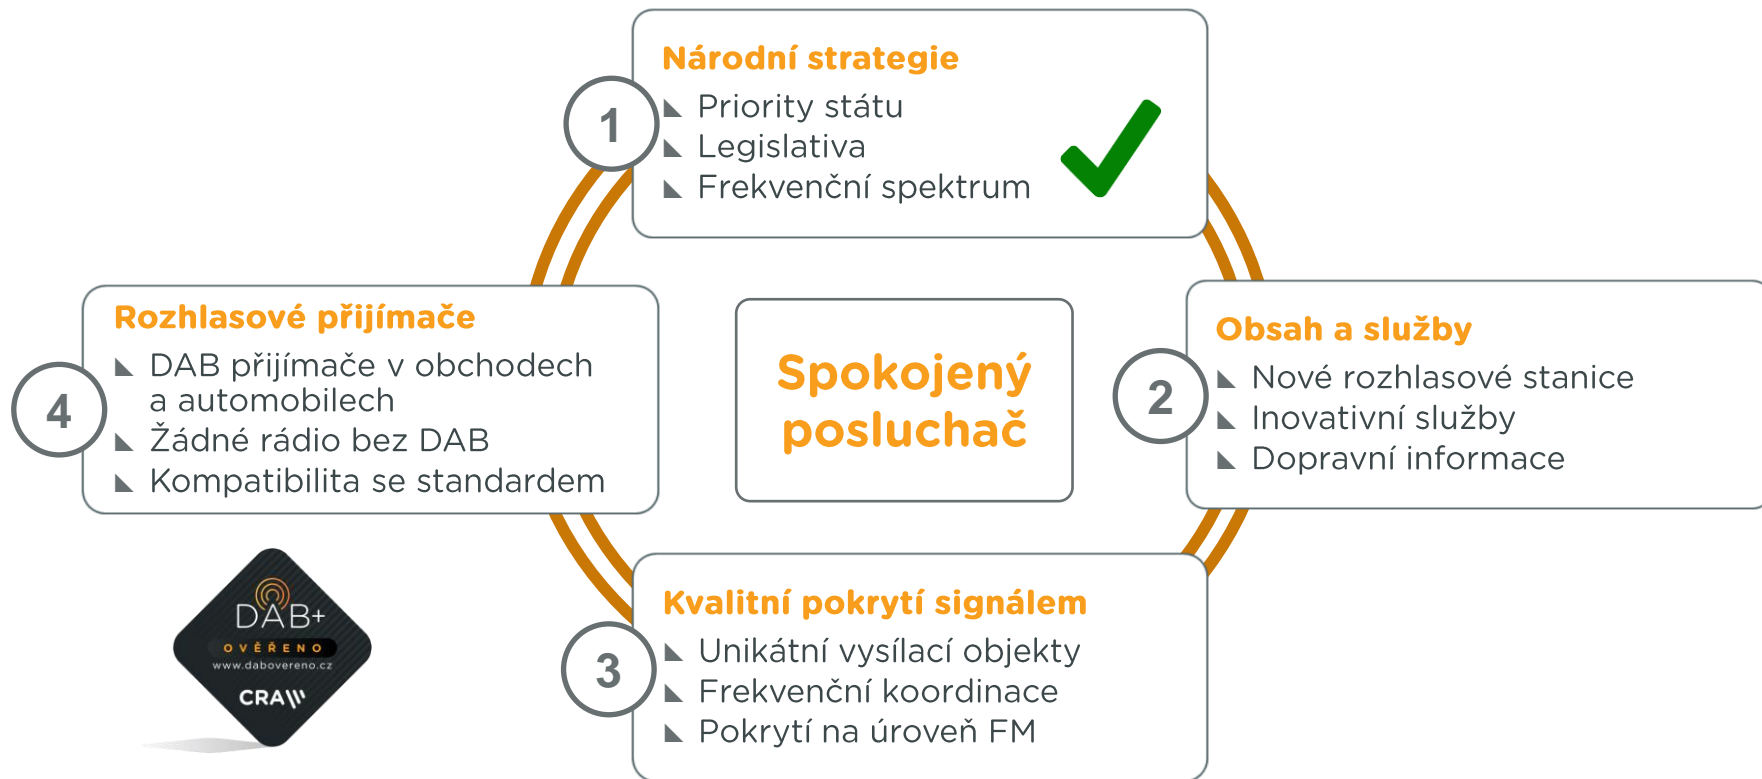 1
Národní strategie
Priority státu
Legislativa
Frekvenční spektrum
2
Obsah a služby
Nové rozhlasové stanice
Inovativní služby
Dopravní informace
3
Kvalitní pokrytí signálem
Unikátní vysílací objekty
Frekvenční koordinace
Pokrytí na úroveň FM
4
Rozhlasové přijímače
DAB přijímače v obchodech
a automobilech
Žádné rádio bez DAB
Kompatibilita se standardem
Spokojený
posluchač
DAB+
OVĚŘENO
www.dabovereno.cz
CRA